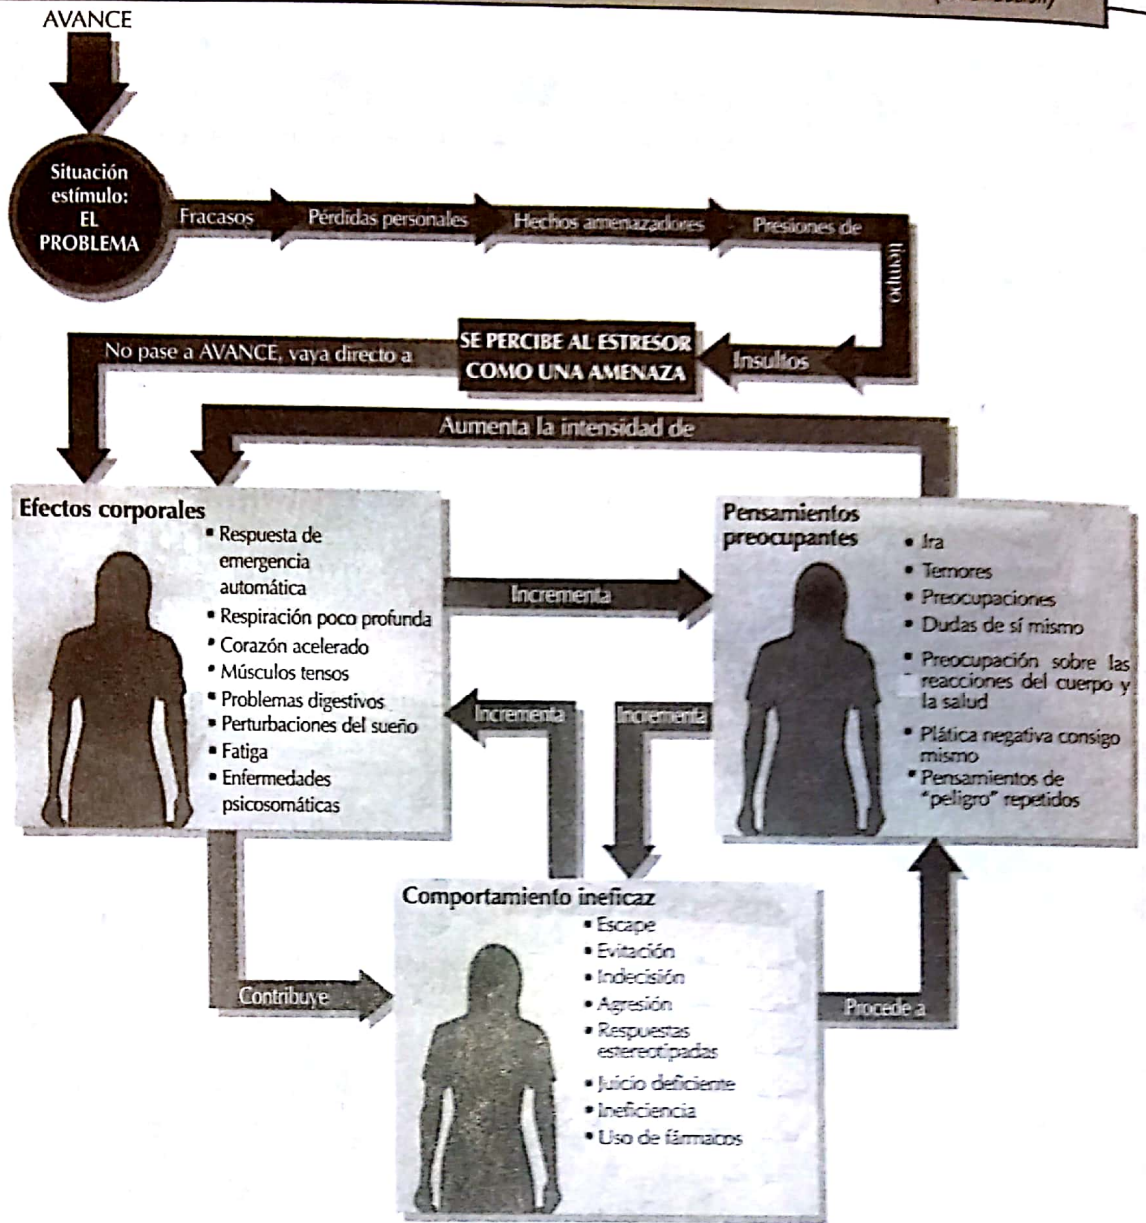 AVANCE
Situación
estímulo:
EL
PROBLEMA
Fracasos
Pérdidas personales
Hechos amenazadores
Presiones de
tiempo
Insultos
SE PERCIBE AL ESTRESOR
COMO UNA AMENAZA
No pase a AVANCE, vaya directo a
Aumenta la intensidad de
Efectos corporales
▪ Respuesta de
emergencia
automática
▪ Respiración poco profunda
▪ Corazón acelerado
▪ Músculos tensos
▪ Problemas digestivos
▪ Perturbaciones del sueño
▪ Fatiga
▪ Enfermedades
psicosomáticas
Incrementa
Pensamientos
preocupantes
• Ira
• Temores
• Preocupaciones
• Dudas de sí mismo
▪ Preocupación sobre las
reacciones del cuerpo y
la salud
▪ Plática negativa consigo
mismo
▪ Pensamientos de
"peligro" repetidos
Incrementa
Incrementa
Comportamiento ineficaz
▪ Escape
▪ Evitación
▪ Indecisión
▪ Agresión
▪ Respuestas
estereotipadas
▪ Juicio deficiente
▪ Ineficiencia
▪ Uso de fármacos
Contribuye
Procede a